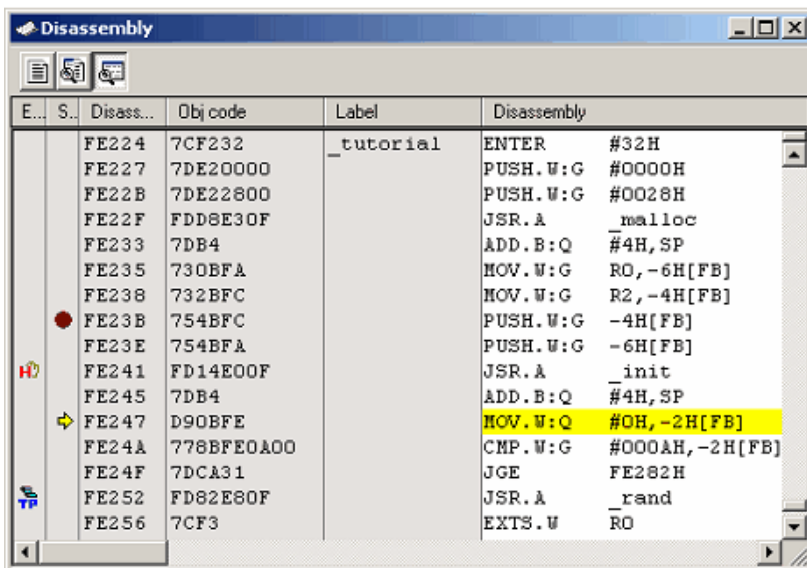 Disassembly
E... S.. Disass... Obj code Label Disassembly
FE224 7CF232 _tutorial ENTER #32H
FE227 7DE20000 PUSH.W:G #0000H
FE22B 7DE22800 PUSH.W:G #0028H
FE22F FDD8E30F JSR.A _malloc
FE233 7DB4 ADD.B:Q #4H,SP
FE235 730BFA MOV.W:G R0,-6H[FB]
FE238 732BFC MOV.W:G R2,-4H[FB]
FE23B 754BFC PUSH.W:G -4H[FB]
FE23E 754BFA PUSH.W:G -6H[FB]
H FE241 FD14E00F JSR.A _init
FE245 7DB4 ADD.B:Q #4H,SP
FE247 D90BFE MOV.W:Q #0H,-2H[FB]
FE24A 778BFE0A00 CMP.W:G #000AH,-2H[FB]
FE24F 7DCA31 JGE FE282H
TP FE252 FD82E80F JSR.A _rand
FE256 7CF3 EXTS.W R0